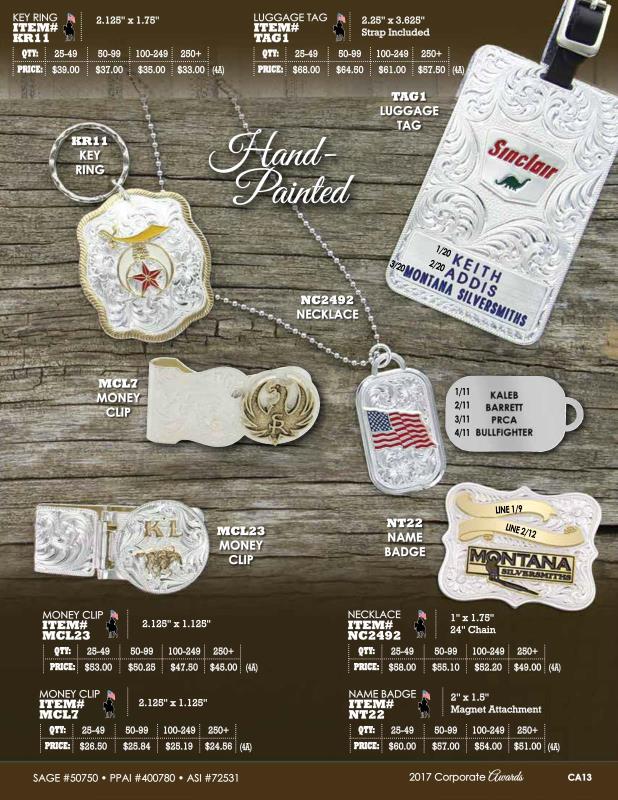 KEY RING
ITEM#
KR11
2.125" x 1.75"
QTY: 25-49 50-99 100-249 250+
PRICE: $39.00 $37.00 $35.00 $33.00 (4A)
LUGGAGE TAG
ITEM#
TAG1
2.25" x 3.625"
Strap Included
QTY: 25-49 50-99 100-249 250+
PRICE: $68.00 $64.50 $61.00 $57.50 (4A)
TAG1
LUGGAGE
TAG
KR11
KEY
RING
Hand-
Painted
Sinclair
1/20 KEITH
2/20 ADDIS
3/20 MONTANA SILVERSMITHS
NC2492
NECKLACE
MCL7
MONEY
CLIP
R
1/11 KALEB
2/11 BARRETT
3/11 PRCA
4/11 BULLFIGHTER
KL
MCL23
MONEY
CLIP
NT22
NAME
BADGE
LINE 1/9
LINE 2/12
MONTANA
SILVERSMITHS
MONEY CLIP
ITEM#
MCL23
2.125" x 1.125"
QTY: 25-49 50-99 100-249 250+
PRICE: $53.00 $50.25 $47.50 $45.00 (4A)
NECKLACE
ITEM#
NC2492
1" x 1.75"
24" Chain
QTY: 25-49 50-99 100-249 250+
PRICE: $58.00 $55.10 $52.20 $49.00 (4A)
MONEY CLIP
ITEM#
MCL7
2.125" x 1.125"
QTY: 25-49 50-99 100-249 250+
PRICE: $26.50 $25.84 $25.19 $24.56 (4A)
NAME BADGE
ITEM#
NT22
2" x 1.5"
Magnet Attachment
QTY: 25-49 50-99 100-249 250+
PRICE: $60.00 $57.00 $54.00 $51.00 (4A)
SAGE #50750 • PPAI #400780 • ASI #72531
2017 Corporate Awards
CA13